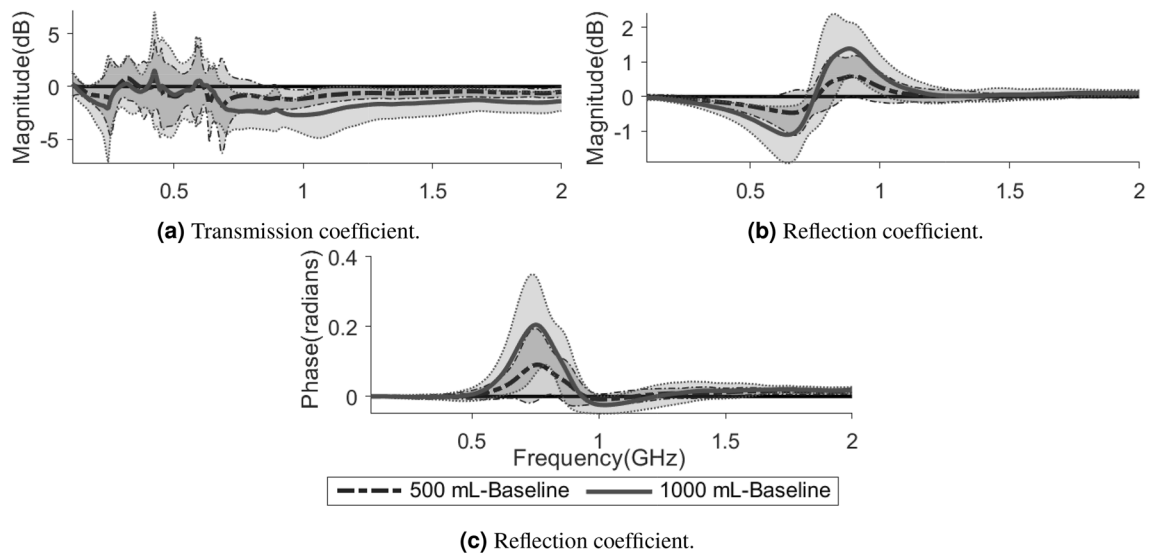 Magnitude(dB)
5
0
-5
0.5
1
1.5
2
(a) Transmission coefficient.
Magnitude(dB)
2
1
0
-1
0.5
1
1.5
2
(b) Reflection coefficient.
Phase(radians)
0.4
0.2
0
0.5
1
1.5
2
Frequency(GHz)
500 mL-Baseline 1000 mL-Baseline
(c) Reflection coefficient.